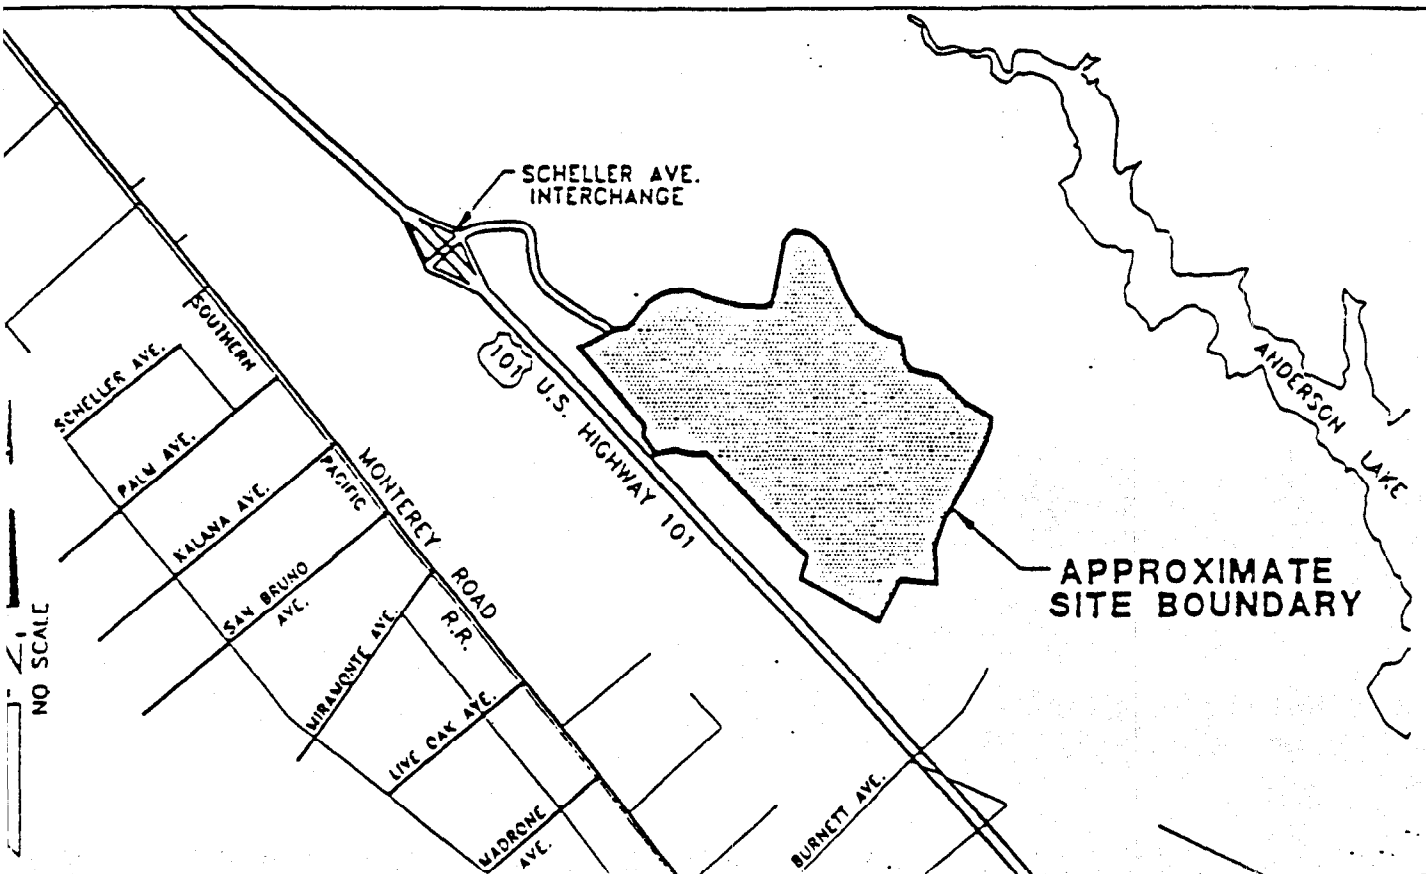 SCHELLER AVE.
INTERCHANGE
SOUTHERN
PACIFIC
R.R.
MONTEREY
ROAD
101
U.S.
HIGHWAY
101
SCHELLER AVE.
PALM AVE.
KALANA AVE.
SAN BRUNO
AVE.
MIRAMONTE AVE.
LIVE OAK AVE.
MADRONE
AVE.
BURNETT AVE.
ANDERSON
LAKE
APPROXIMATE
SITE BOUNDARY
NO SCALE